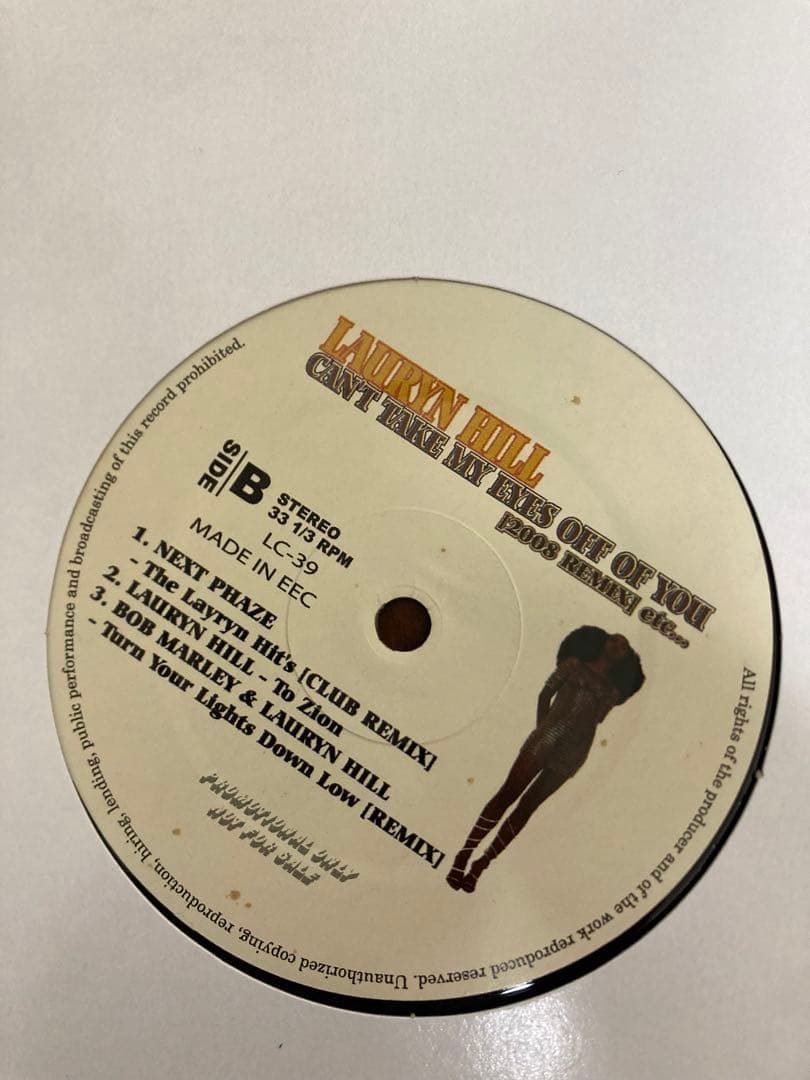 LAURYN HILL
CAN'T TAKE MY EYES OFF OF YOU
[2008 REMIX] etc..
SIDE B
STEREO
33 1/3 RPM
LC-39
MADE IN EEC
1. NEXT PHAZE
- The Layryn Hit's [CLUB REMIX]
2. LAURYN HILL - To Zion
3. BOB MARLEY & LAURYN HILL
- Turn Your Lights Down Low [REMIX]
PROMOTIONAL ONLY
NOT FOR SALE
All rights of the producer and of the work reproduced reserved. Unauthorized copying, reproduction, hiring, lending, public performance and broadcasting of this record prohibited.